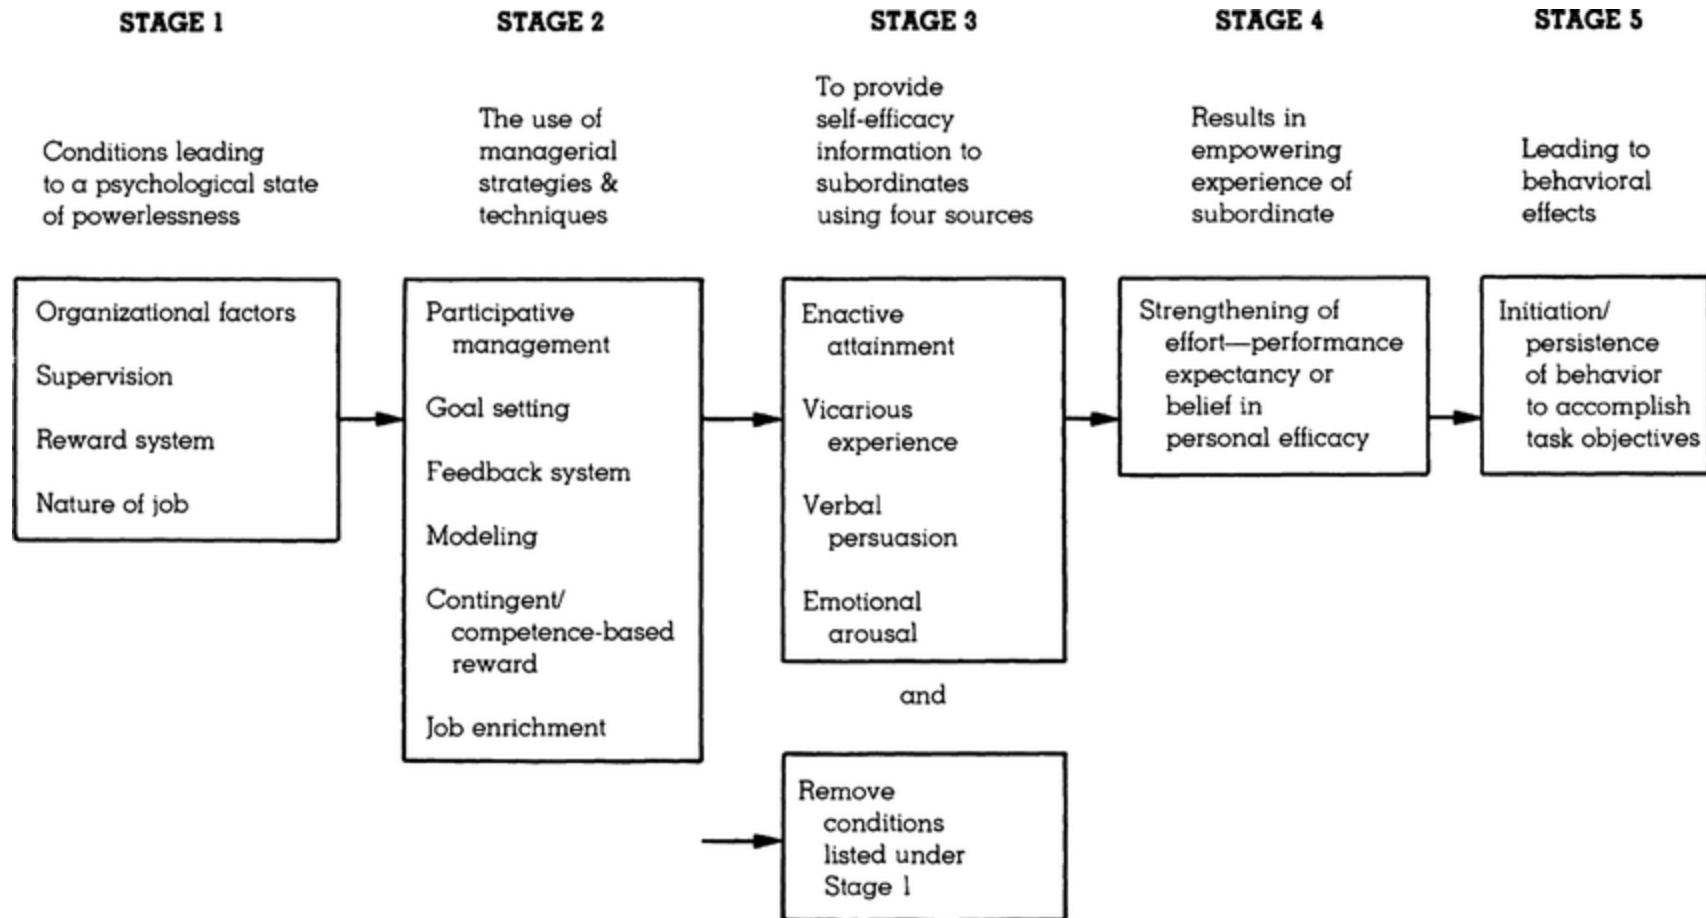 STAGE 1
Conditions leading
to a psychological state
of powerlessness
Organizational factors
Supervision
Reward system
Nature of job
STAGE 2
The use of
managerial
strategies &
techniques
Participative
management
Goal setting
Feedback system
Modeling
Contingent/
competence-based
reward
Job enrichment
STAGE 3
To provide
self-efficacy
information to
subordinates
using four sources
Enactive
attainment
Vicarious
experience
Verbal
persuasion
Emotional
arousal
and
Remove
conditions
listed under
Stage 1
STAGE 4
Results in
empowering
experience of
subordinate
Strengthening of
effort—performance
expectancy or
belief in
personal efficacy
STAGE 5
Leading to
behavioral
effects
Initiation/
persistence
of behavior
to accomplish
task objectives